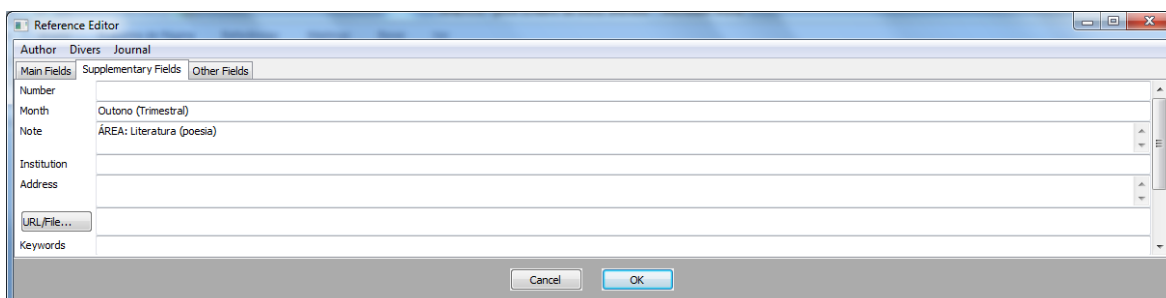 Reference Editor
Author Divers Journal
Main Fields Supplementary Fields Other Fields
Number
Month Outono (Trimestral)
Note ÁREA: Literatura (poesia)
Institution
Address
URL/File...
Keywords
Cancel OK